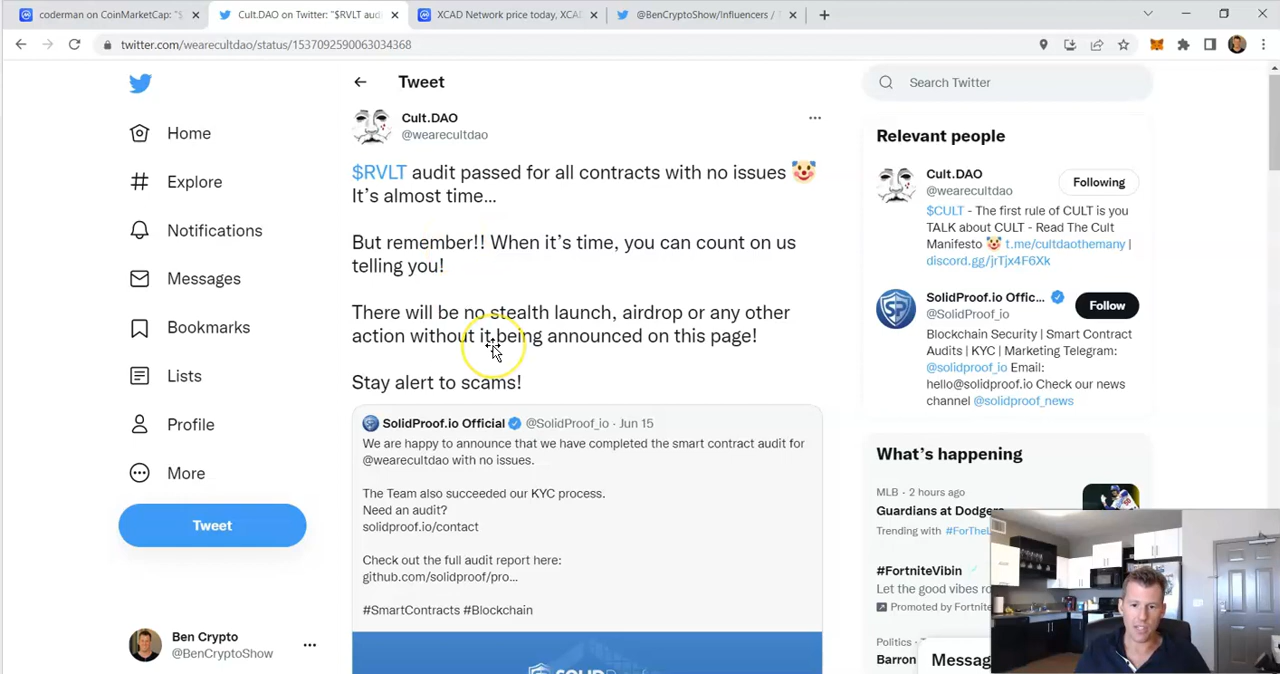 coderman on CoinMarketCap: "$
Cult.DAO on Twitter: "$RVLT aud
XCAD Network price today, XCA
@BenCryptoShow/Influencers / T
twitter.com/wearecultdao/status/1537092590063034368
Home
Explore
Notifications
Messages
Bookmarks
Lists
Profile
More
Tweet
Ben Crypto
@BenCryptoShow
Tweet
Cult.DAO
@wearecultdao
$RVLT audit passed for all contracts with no issues 🤡
It's almost time...
But remember!! When it's time, you can count on us
telling you!
There will be no stealth launch, airdrop or any other
action without it being announced on this page!
Stay alert to scams!
SolidProof.io Official @SolidProof_io · Jun 15
We are happy to announce that we have completed the smart contract audit for
@wearecultdao with no issues.
The Team also succeeded our KYC process.
Need an audit?
solidproof.io/contact
Check out the full audit report here:
github.com/solidproof/pro...
#SmartContracts #Blockchain
Search Twitter
Relevant people
Cult.DAO
@wearecultdao
Following
$CULT - The first rule of CULT is you
TALK about CULT - Read The Cult
Manifesto 🤡 t.me/cultdaothemany |
discord.gg/jrTjx4F6Xk
SolidProof.io Offic...
@SolidProof_io
Follow
Blockchain Security | Smart Contract
Audits | KYC | Marketing Telegram:
@solidproof_io Email:
hello@solidproof.io Check our news
channel @solidproof_news
What's happening
MLB · 2 hours ago
Guardians at Dodgers
Trending with #ForTheL
#FortniteVibin
Let the good vibes ro
Promoted by Fortnite
Politics ·
Barron
Messag